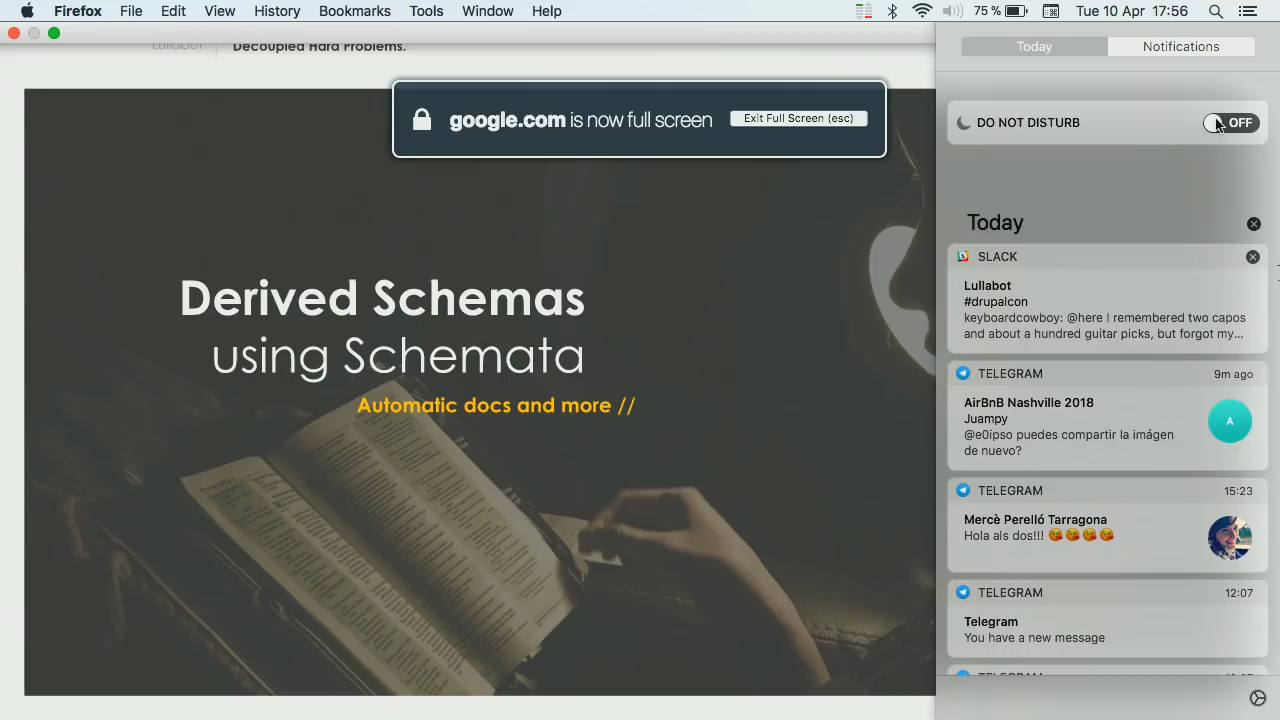 Firefox File Edit View History Bookmarks Tools Window Help 75 % Tue 10 Apr 17:56
Lullabot Decoupled Hard Problems.
google.com is now full screen Exit Full Screen (esc)
Derived Schemas
using Schemata
Automatic docs and more //
Today Notifications
DO NOT DISTURB OFF
Today
SLACK
Lullabot
#drupalcon
keyboardcowboy: @here I remembered two capos
and about a hundred guitar picks, but forgot my...
TELEGRAM 9m ago
AirBnB Nashville 2018
Juampy
@e0ipso puedes compartir la imágen
de nuevo?
A
TELEGRAM 15:23
Mercè Perelló Tarragona
Hola als dos!!! 😘😘😘😘
TELEGRAM 12:07
Telegram
You have a new message
TELEGRAM